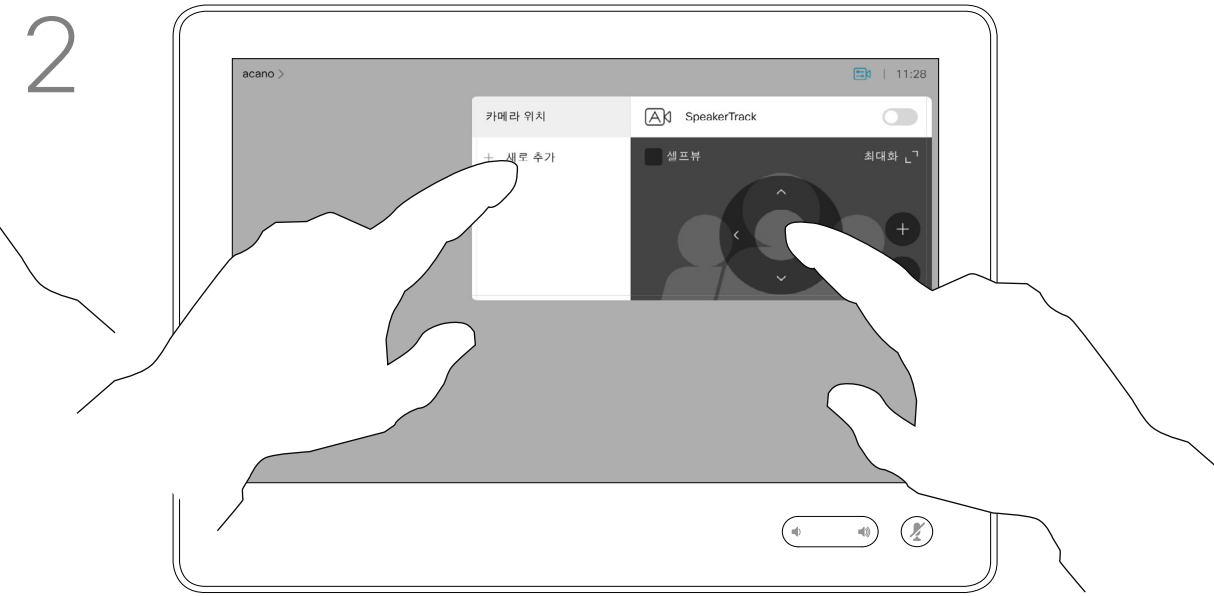 2
acano >
11:28
카메라 위치
SpeakerTrack
+ 새로 추가
셀프뷰
최대화